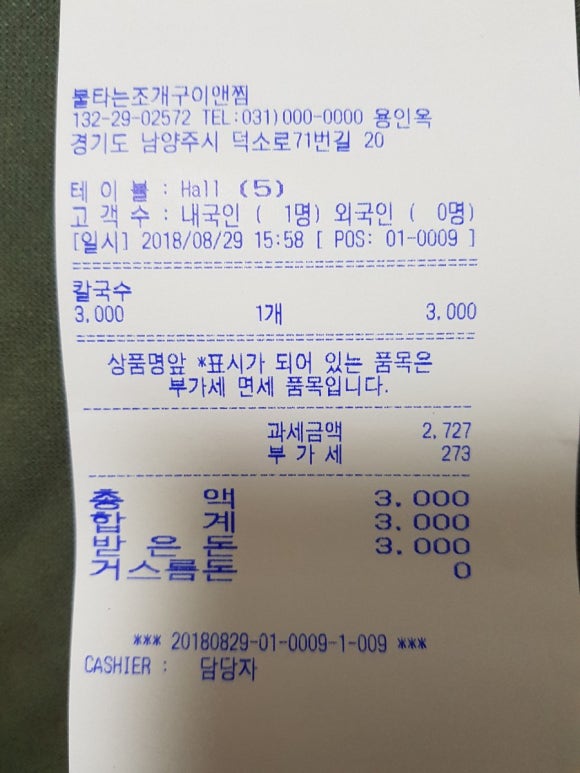 불타는조개구이앤찜
132-29-02572 TEL:031)000-0000 용인옥
경기도 남양주시 덕소로71번길 20
테 이 블 : Hall (5)
고 객 수 : 내국인 ( 1명) 외국인 ( 0명)
[일시] 2018/08/29 15:58 [ POS: 01-0009 ]
칼국수
3,000 1개 3,000
상품명앞 *표시가 되어 있는 품목은
부가세 면세 품목입니다.
과세금액 2,727
부 가 세 273
총 액 3,000
합 계 3,000
받 은 돈 3,000
거스름돈 0
*** 20180829-01-0009-1-009 ***
CASHIER : 담당자